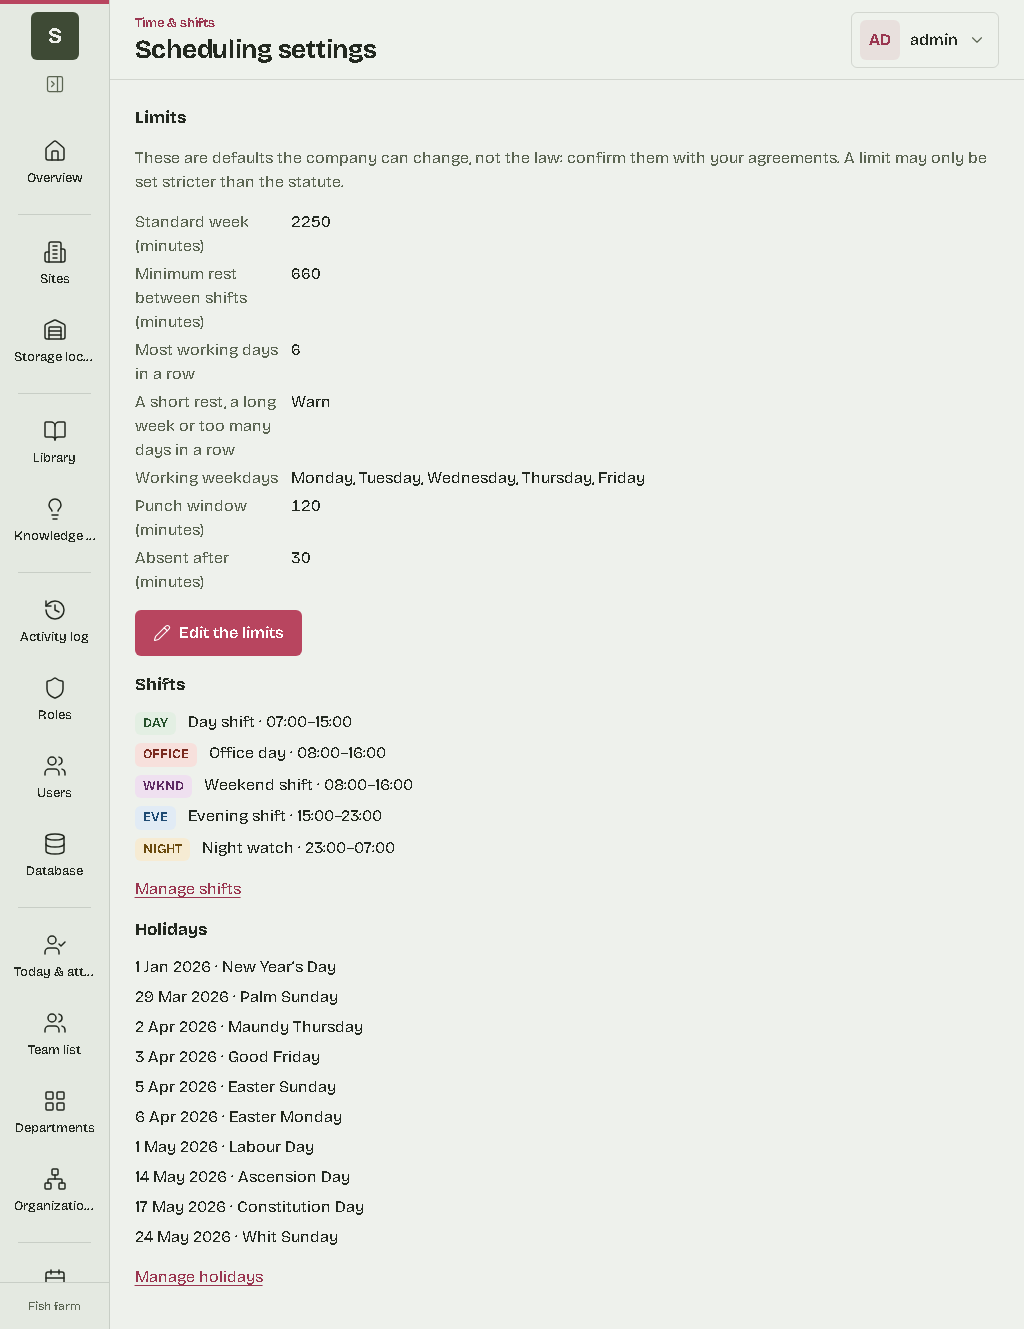 S
Time & shifts
Scheduling settings
AD
admin
Overview
Sites
Storage loc...
Library
Knowledge ...
Activity log
Roles
Users
Database
Today & att...
Team list
Departments
Organizatio...
Fish farm
Limits
These are defaults the company can change, not the law: confirm them with your agreements. A limit may only be
set stricter than the statute.
Standard week 2250
(minutes)
Minimum rest 660
between shifts
(minutes)
Most working days 6
in a row
A short rest, a long Warn
week or too many
days in a row
Working weekdays Monday, Tuesday, Wednesday, Thursday, Friday
Punch window 120
(minutes)
Absent after 30
(minutes)
Edit the limits
Shifts
DAY Day shift · 07:00–15:00
OFFICE Office day · 08:00–16:00
WKND Weekend shift · 08:00–16:00
EVE Evening shift · 15:00–23:00
NIGHT Night watch · 23:00–07:00
Manage shifts
Holidays
1 Jan 2026 · New Year's Day
29 Mar 2026 · Palm Sunday
2 Apr 2026 · Maundy Thursday
3 Apr 2026 · Good Friday
5 Apr 2026 · Easter Sunday
6 Apr 2026 · Easter Monday
1 May 2026 · Labour Day
14 May 2026 · Ascension Day
17 May 2026 · Constitution Day
24 May 2026 · Whit Sunday
Manage holidays